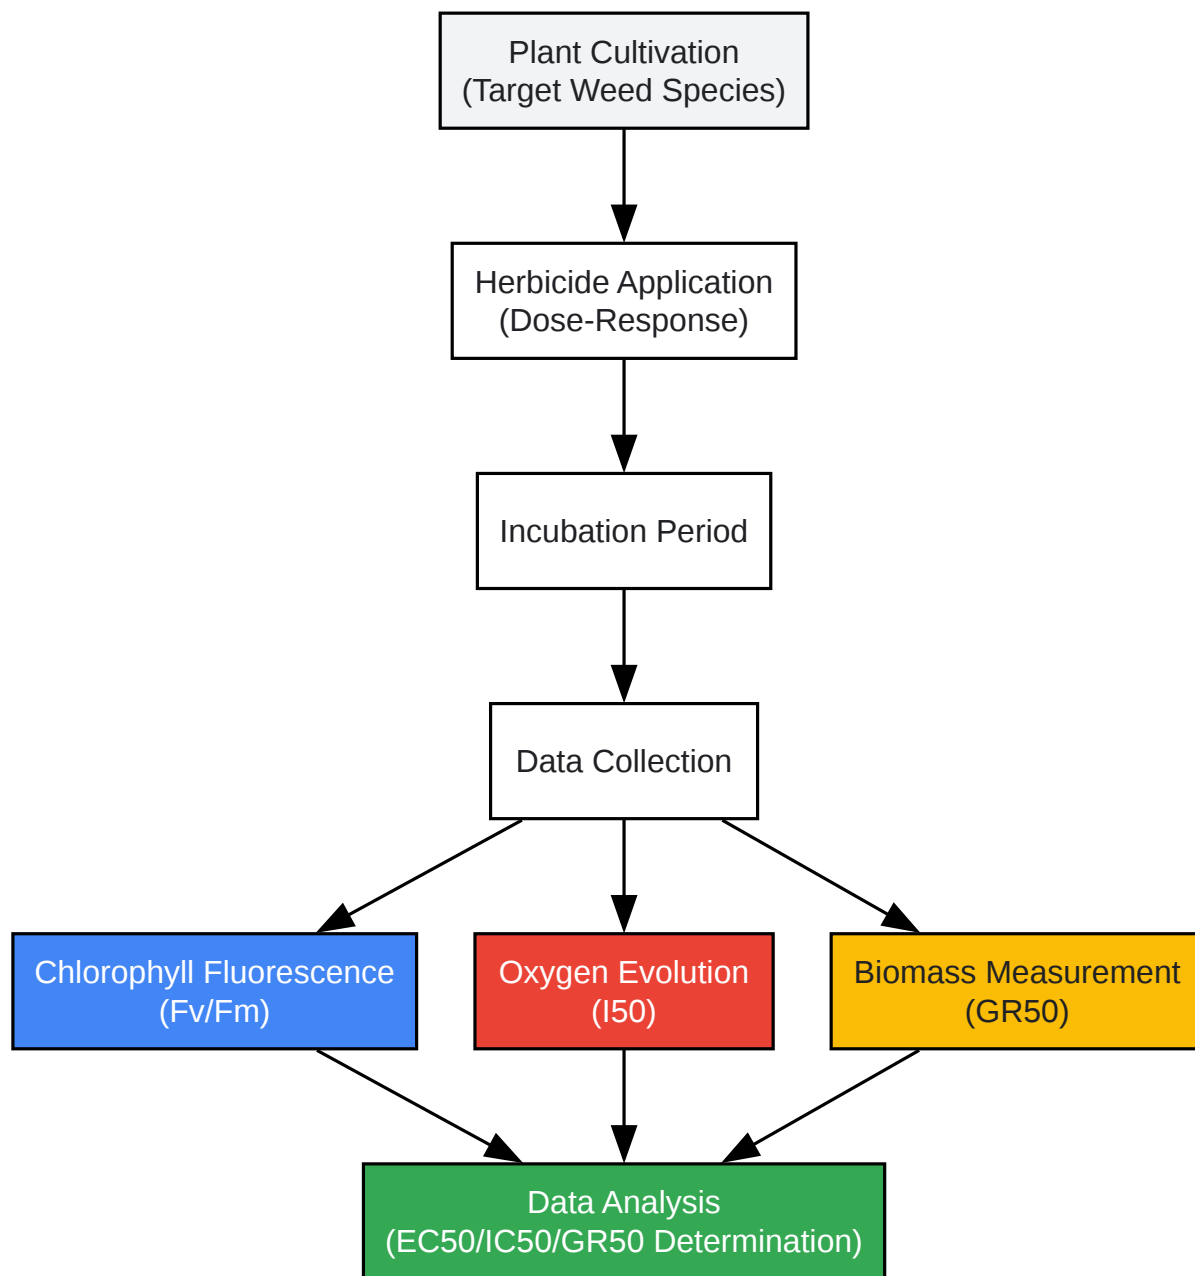 Plant Cultivation
(Target Weed Species)
Herbicide Application
(Dose-Response)
Incubation Period
Data Collection
Chlorophyll Fluorescence
(Fv/Fm)
Oxygen Evolution
(I50)
Biomass Measurement
(GR50)
Data Analysis
(EC50/IC50/GR50 Determination)